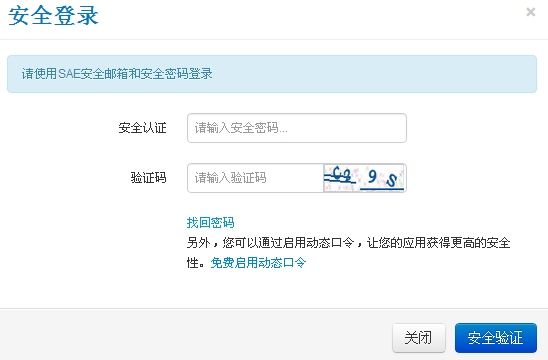 安全登录
×
请使用SAE安全邮箱和安全密码登录
安全认证
请输入安全密码...
验证码
请输入验证码
找回密码
另外，您可以通过启用动态口令，让您的应用获得更高的安全
性。免费启用动态口令
关闭
安全验证